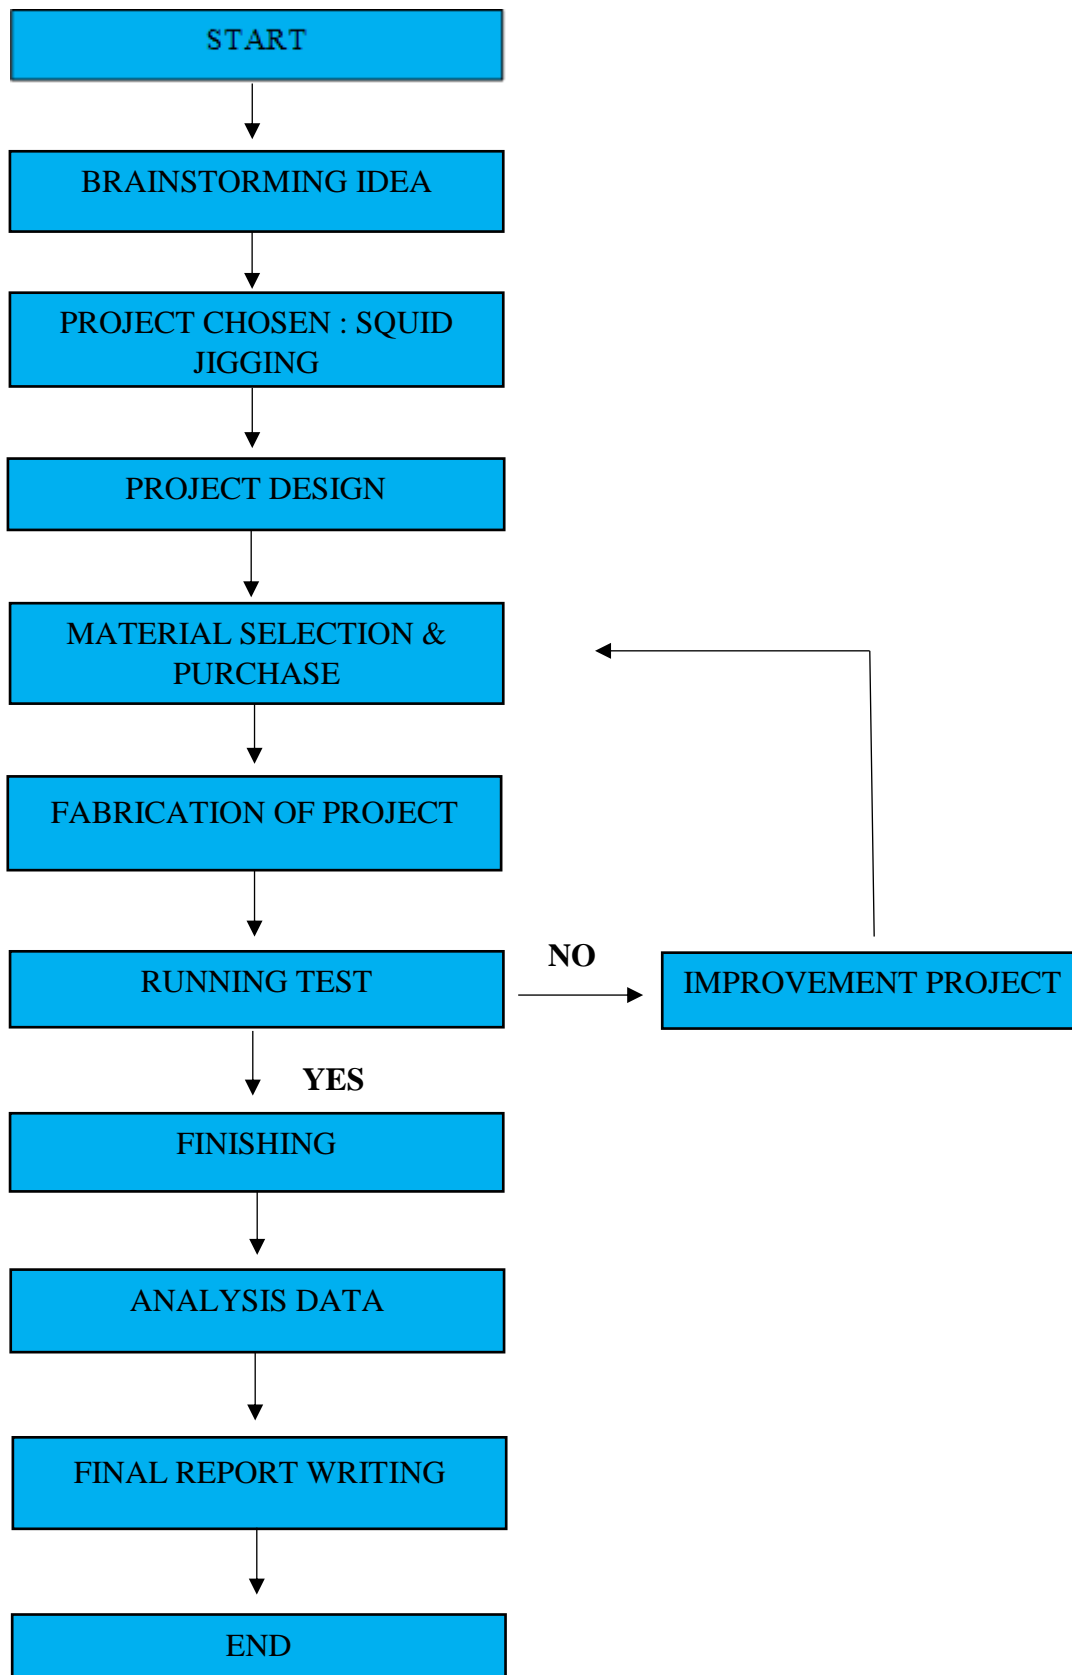 START
BRAINSTORMING IDEA
PROJECT CHOSEN : SQUID
JIGGING
PROJECT DESIGN
MATERIAL SELECTION &
PURCHASE
FABRICATION OF PROJECT
RUNNING TEST
NO
IMPROVEMENT PROJECT
YES
FINISHING
ANALYSIS DATA
FINAL REPORT WRITING
END